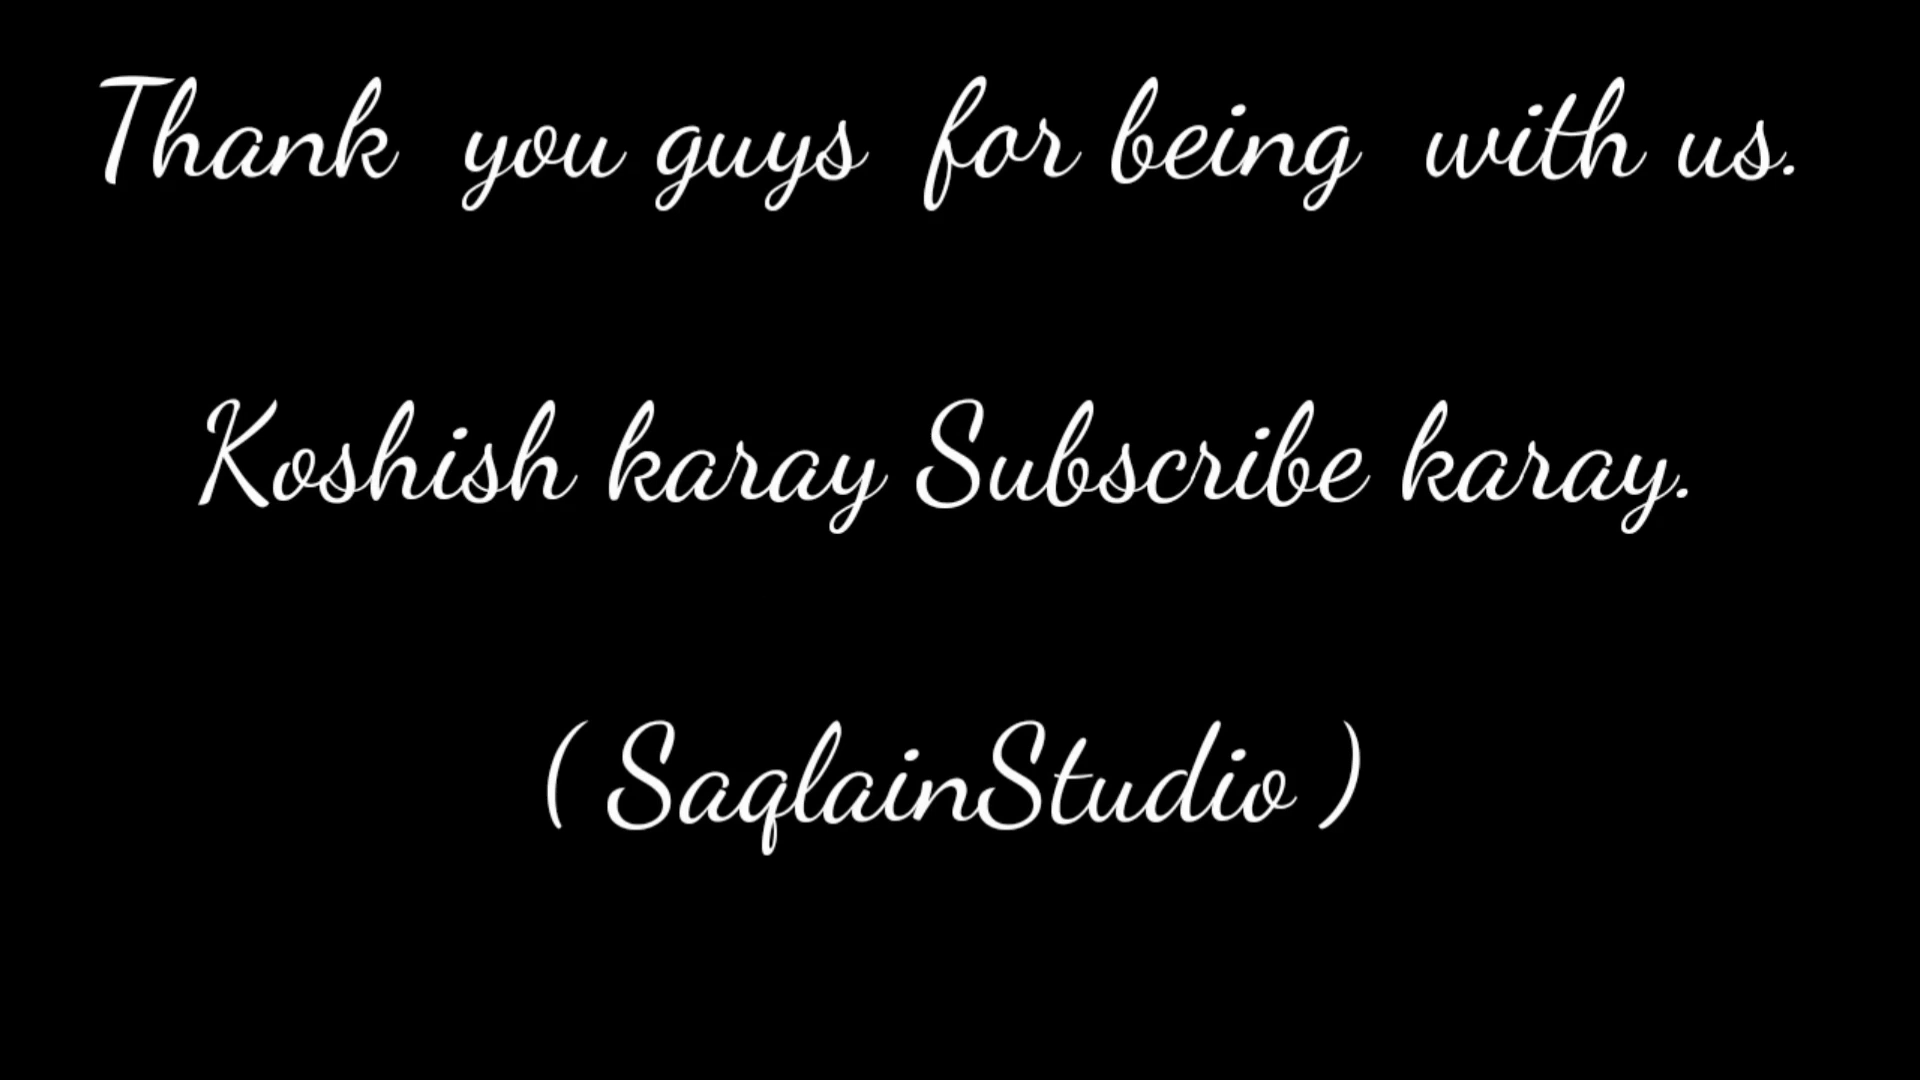 Thank you guys for being with us.
Koshish karay Subscribe karay.
( SaqlainStudio )